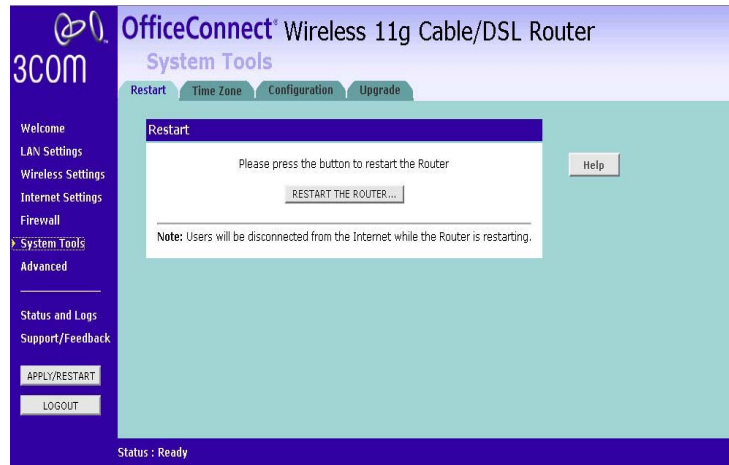 3COM
OfficeConnect® Wireless 11g Cable/DSL Router
System Tools
Restart Time Zone Configuration Upgrade
Welcome
LAN Settings
Wireless Settings
Internet Settings
Firewall
System Tools
Advanced
Status and Logs
Support/Feedback
APPLY/RESTART
LOGOUT
Restart
Please press the button to restart the Router
RESTART THE ROUTER...
Note: Users will be disconnected from the Internet while the Router is restarting.
Help
Status : Ready